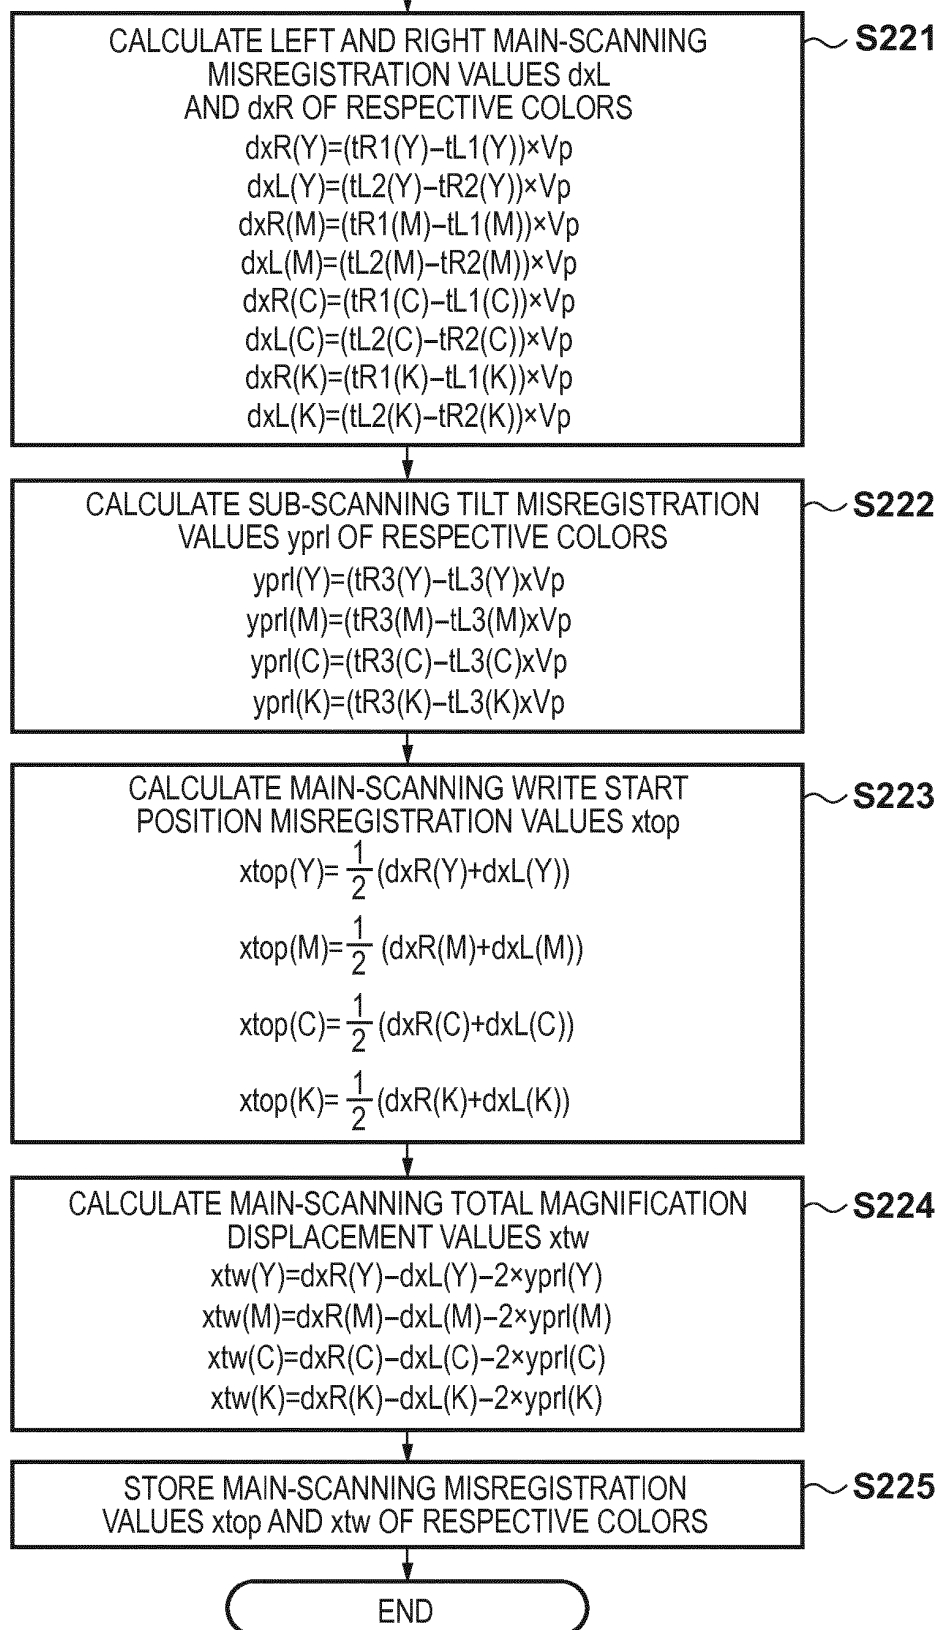 CALCULATE LEFT AND RIGHT MAIN-SCANNING
MISREGISTRATION VALUES dxL
AND dxR OF RESPECTIVE COLORS
dxR(Y)=(tR1(Y)–tL1(Y))×Vp
dxL(Y)=(tL2(Y)–tR2(Y))×Vp
dxR(M)=(tR1(M)–tL1(M))×Vp
dxL(M)=(tL2(M)–tR2(M))×Vp
dxR(C)=(tR1(C)–tL1(C))×Vp
dxL(C)=(tL2(C)–tR2(C))×Vp
dxR(K)=(tR1(K)–tL1(K))×Vp
dxL(K)=(tL2(K)–tR2(K))×Vp
S221
CALCULATE SUB-SCANNING TILT MISREGISTRATION
VALUES yprl OF RESPECTIVE COLORS
yprl(Y)=(tR3(Y)–tL3(Y)xVp
yprl(M)=(tR3(M)–tL3(M)xVp
yprl(C)=(tR3(C)–tL3(C)xVp
yprl(K)=(tR3(K)–tL3(K)xVp
S222
CALCULATE MAIN-SCANNING WRITE START
POSITION MISREGISTRATION VALUES xtop
xtop(Y)= 1/2 (dxR(Y)+dxL(Y))
xtop(M)= 1/2 (dxR(M)+dxL(M))
xtop(C)= 1/2 (dxR(C)+dxL(C))
xtop(K)= 1/2 (dxR(K)+dxL(K))
S223
CALCULATE MAIN-SCANNING TOTAL MAGNIFICATION
DISPLACEMENT VALUES xtw
xtw(Y)=dxR(Y)–dxL(Y)–2×yprl(Y)
xtw(M)=dxR(M)–dxL(M)–2×yprl(M)
xtw(C)=dxR(C)–dxL(C)–2×yprl(C)
xtw(K)=dxR(K)–dxL(K)–2×yprl(K)
S224
STORE MAIN-SCANNING MISREGISTRATION
VALUES xtop AND xtw OF RESPECTIVE COLORS
S225
END